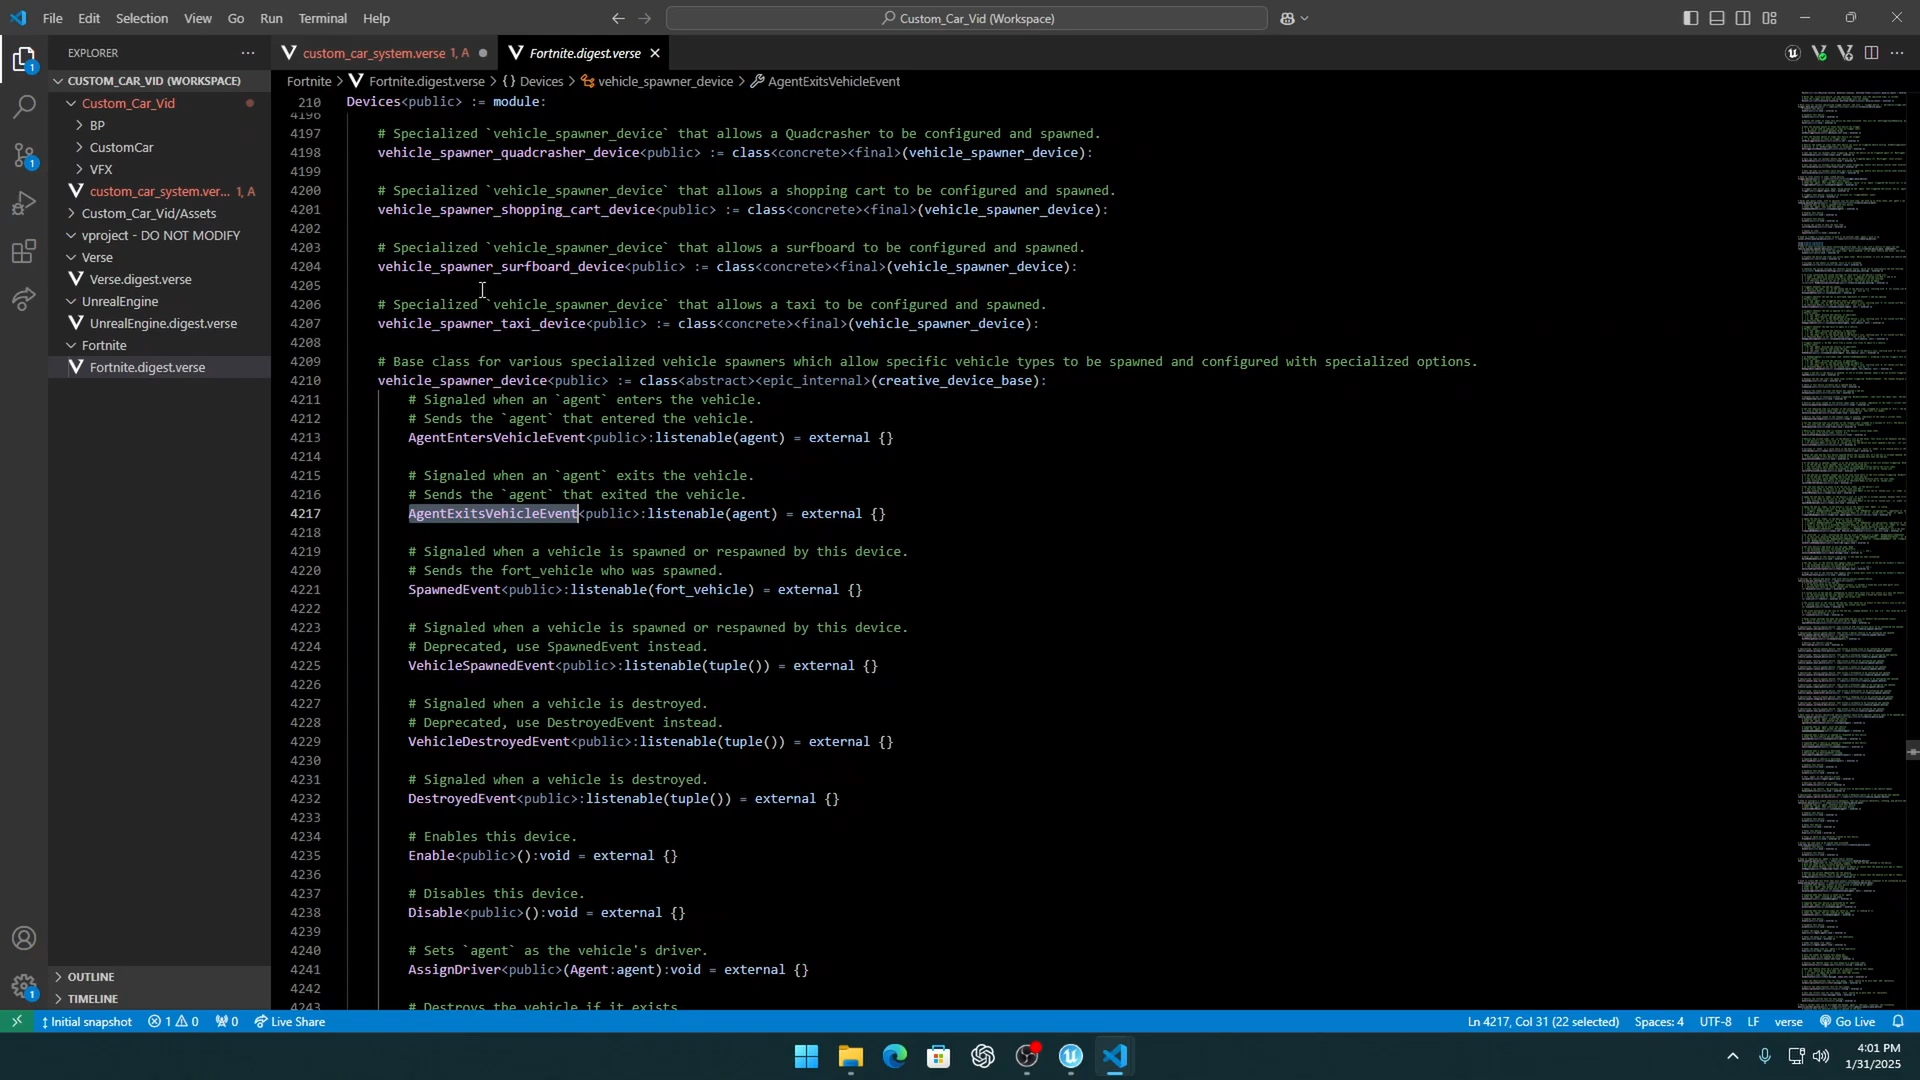 File Edit Selection View Go Run Terminal Help
Custom_Car_Vid (Workspace)
EXPLORER
custom_car_system.verse 1, A
Fortnite.digest.verse
CUSTOM_CAR_VID (WORKSPACE)
Custom_Car_Vid
BP
CustomCar
VFX
custom_car_system.ver... 1, A
Custom_Car_Vid/Assets
vproject - DO NOT MODIFY
Verse
Verse.digest.verse
UnrealEngine
UnrealEngine.digest.verse
Fortnite
Fortnite.digest.verse
OUTLINE
TIMELINE
Fortnite > Fortnite.digest.verse > {} Devices > vehicle_spawner_device > AgentExitsVehicleEvent
210 Devices<public> := module:
4196
4197 # Specialized `vehicle_spawner_device` that allows a Quadcrasher to be configured and spawned.
4198 vehicle_spawner_quadcrasher_device<public> := class<concrete><final>(vehicle_spawner_device):
4199
4200 # Specialized `vehicle_spawner_device` that allows a shopping cart to be configured and spawned.
4201 vehicle_spawner_shopping_cart_device<public> := class<concrete><final>(vehicle_spawner_device):
4202
4203 # Specialized `vehicle_spawner_device` that allows a surfboard to be configured and spawned.
4204 vehicle_spawner_surfboard_device<public> := class<concrete><final>(vehicle_spawner_device):
4205
4206 # Specialized `vehicle_spawner_device` that allows a taxi to be configured and spawned.
4207 vehicle_spawner_taxi_device<public> := class<concrete><final>(vehicle_spawner_device):
4208
4209 # Base class for various specialized vehicle spawners which allow specific vehicle types to be spawned and configured with specialized options.
4210 vehicle_spawner_device<public> := class<abstract><epic_internal>(creative_device_base):
4211 # Signaled when an `agent` enters the vehicle.
4212 # Sends the `agent` that entered the vehicle.
4213 AgentEntersVehicleEvent<public>:listenable(agent) = external {}
4214
4215 # Signaled when an `agent` exits the vehicle.
4216 # Sends the `agent` that exited the vehicle.
4217 AgentExitsVehicleEvent<public>:listenable(agent) = external {}
4218
4219 # Signaled when a vehicle is spawned or respawned by this device.
4220 # Sends the fort_vehicle who was spawned.
4221 SpawnedEvent<public>:listenable(fort_vehicle) = external {}
4222
4223 # Signaled when a vehicle is spawned or respawned by this device.
4224 # Deprecated, use SpawnedEvent instead.
4225 VehicleSpawnedEvent<public>:listenable(tuple()) = external {}
4226
4227 # Signaled when a vehicle is destroyed.
4228 # Deprecated, use DestroyedEvent instead.
4229 VehicleDestroyedEvent<public>:listenable(tuple()) = external {}
4230
4231 # Signaled when a vehicle is destroyed.
4232 DestroyedEvent<public>:listenable(tuple()) = external {}
4233
4234 # Enables this device.
4235 Enable<public>():void = external {}
4236
4237 # Disables this device.
4238 Disable<public>():void = external {}
4239
4240 # Sets `agent` as the vehicle's driver.
4241 AssignDriver<public>(Agent:agent):void = external {}
4242
4243 # Destroys the vehicle if it exists
Initial snapshot 1 0 0 Live Share
Ln 4217, Col 31 (22 selected) Spaces: 4 UTF-8 LF verse Go Live
4:01 PM
1/31/2025